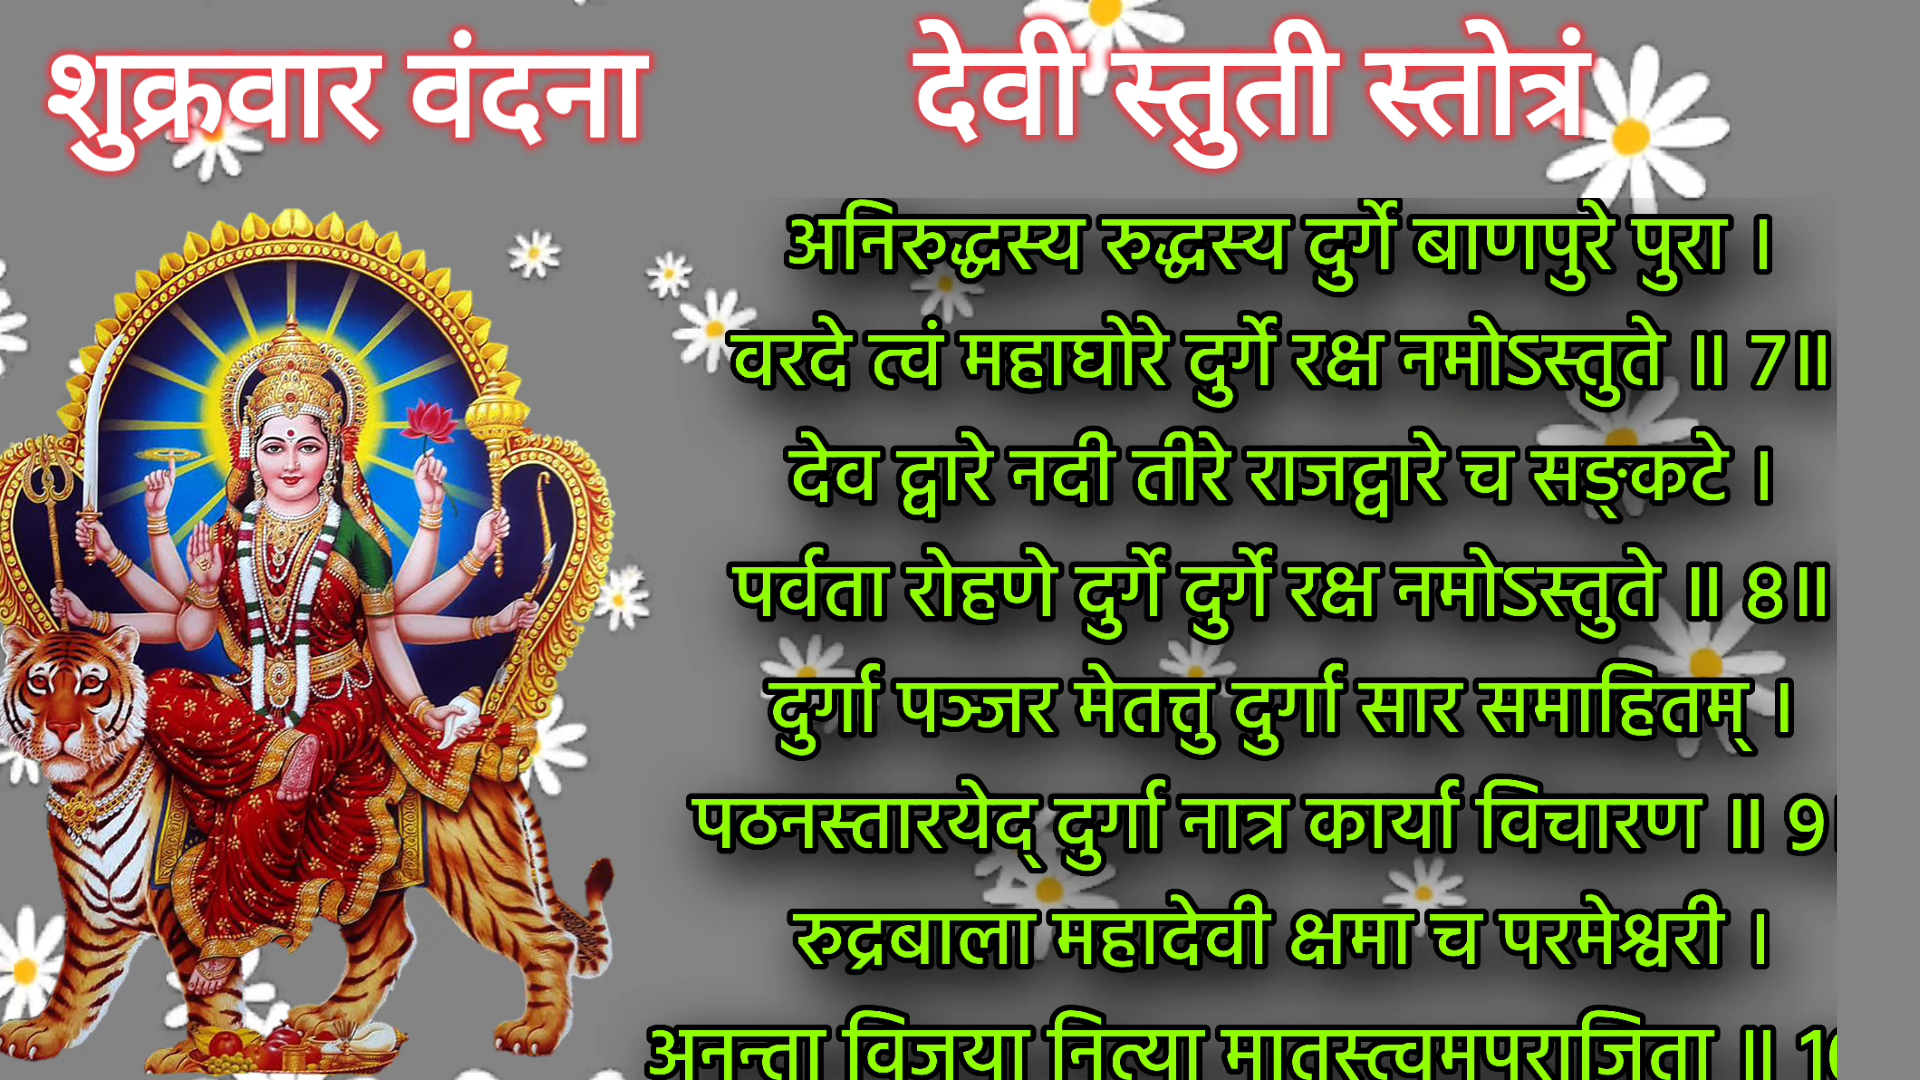 शुक्रवार वंदना
देवी स्तुती स्तोत्रं
अनिरुद्धस्य रुद्धस्य दुर्गे बाणपुरे पुरा ।
वरदे त्वं महाघोरे दुर्गे रक्ष नमोऽस्तुते ॥ 7॥
देव द्वारे नदी तीरे राजद्वारे च सङ्कटे ।
पर्वता रोहणे दुर्गे दुर्गे रक्ष नमोऽस्तुते ॥ 8॥
दुर्गा पञ्जर मेतत्तु दुर्गा सार समाहितम् ।
पठनस्तारयेद् दुर्गा नात्र कार्या विचारण ॥ 9।
रुद्रबाला महादेवी क्षमा च परमेश्वरी ।
अनन्ता विजया नित्या मातस्त्वमपराजिता ॥ 10